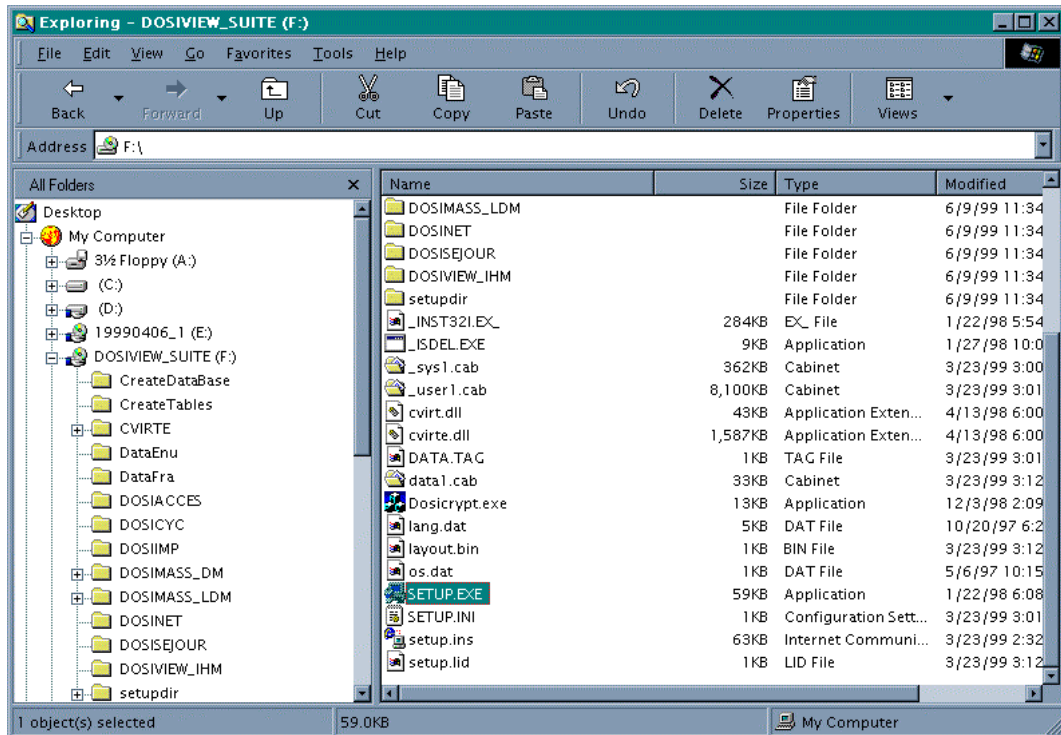 Exploring - DOSIVIEW_SUITE (F:)
File Edit View Go Favorites Tools Help
Back Forward Up Cut Copy Paste Undo Delete Properties Views
Address F:\
All Folders
Desktop
My Computer
3½ Floppy (A:)
(C:)
(D:)
19990406_1 (E:)
DOSIVIEW_SUITE (F:)
CreateDataBase
CreateTables
CVIRTE
DataEnu
DataFra
DOSIACCES
DOSICYC
DOSIIMP
DOSIMASS_DM
DOSIMASS_LDM
DOSINET
DOSISEJOUR
DOSIVIEW_IHM
setupdir
Name Size Type Modified
DOSIMASS_LDM File Folder 6/9/99 11:34
DOSINET File Folder 6/9/99 11:34
DOSISEJOUR File Folder 6/9/99 11:34
DOSIVIEW_IHM File Folder 6/9/99 11:34
setupdir File Folder 6/9/99 11:34
_INST32I.EX_ 284KB EX_ File 1/22/98 5:54
_ISDEL.EXE 9KB Application 1/27/98 10:0
_sys1.cab 362KB Cabinet 3/23/99 3:00
_user1.cab 8,100KB Cabinet 3/23/99 3:01
cvirt.dll 43KB Application Exten... 4/13/98 6:00
cvirte.dll 1,587KB Application Exten... 4/13/98 6:00
DATA.TAG 1KB TAG File 3/23/99 3:01
data1.cab 33KB Cabinet 3/23/99 3:12
Dosicrypt.exe 13KB Application 12/3/98 2:09
lang.dat 5KB DAT File 10/20/97 6:2
layout.bin 1KB BIN File 3/23/99 3:12
os.dat 1KB DAT File 5/6/97 10:15
SETUP.EXE 59KB Application 1/22/98 6:08
SETUP.INI 1KB Configuration Sett... 3/23/99 3:01
setup.ins 63KB Internet Communi... 3/23/99 2:32
setup.lid 1KB LID File 3/23/99 3:12
1 object(s) selected 59.0KB My Computer